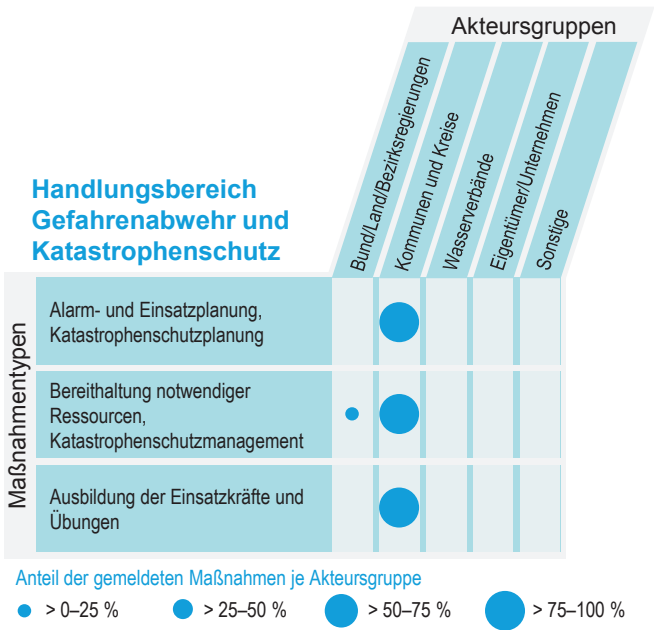 Akteursgruppen
Bund/Land/Bezirksregierungen
Kommunen und Kreise
Wasserverbände
Eigentümer/Unternehmen
Sonstige
Handlungsbereich
Gefahrenabwehr und
Katastrophenschutz
Maßnahmentypen
Alarm- und Einsatzplanung,
Katastrophenschutzplanung
Bereithaltung notwendiger
Ressourcen,
Katastrophenschutzmanagement
Ausbildung der Einsatzkräfte und
Übungen
Anteil der gemeldeten Maßnahmen je Akteursgruppe
> 0–25 % > 25–50 % > 50–75 % > 75–100 %